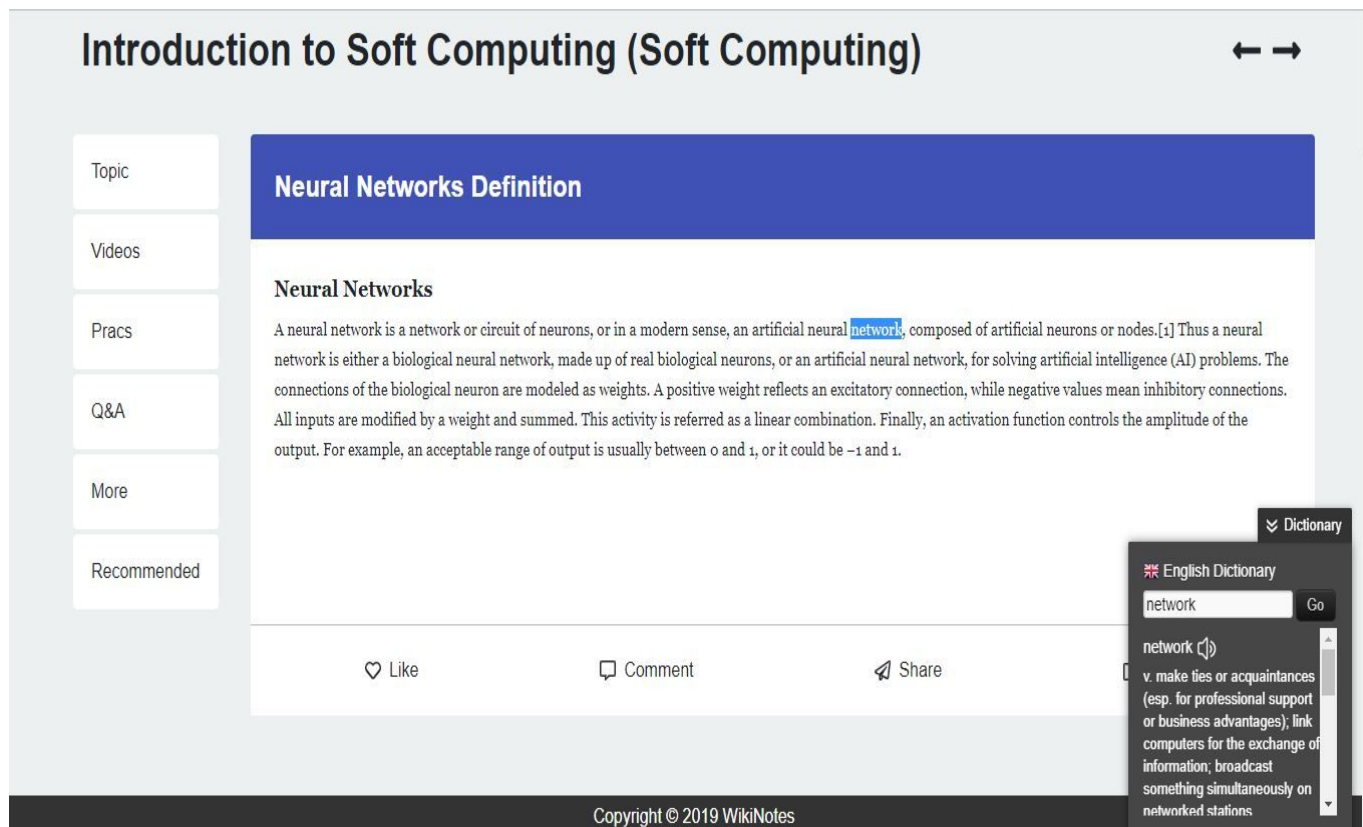 Introduction to Soft Computing (Soft Computing)
Topic
Videos
Pracs
Q&A
More
Recommended
Neural Networks Definition
Neural Networks
A neural network is a network or circuit of neurons, or in a modern sense, an artificial neural network, composed of artificial neurons or nodes.[1] Thus a neural
network is either a biological neural network, made up of real biological neurons, or an artificial neural network, for solving artificial intelligence (AI) problems. The
connections of the biological neuron are modeled as weights. A positive weight reflects an excitatory connection, while negative values mean inhibitory connections.
All inputs are modified by a weight and summed. This activity is referred as a linear combination. Finally, an activation function controls the amplitude of the
output. For example, an acceptable range of output is usually between 0 and 1, or it could be −1 and 1.
Like
Comment
Share
Dictionary
English Dictionary
network
Go
network
v. make ties or acquaintances
(esp. for professional support
or business advantages); link
computers for the exchange of
information; broadcast
something simultaneously on
networked stations
Copyright © 2019 WikiNotes